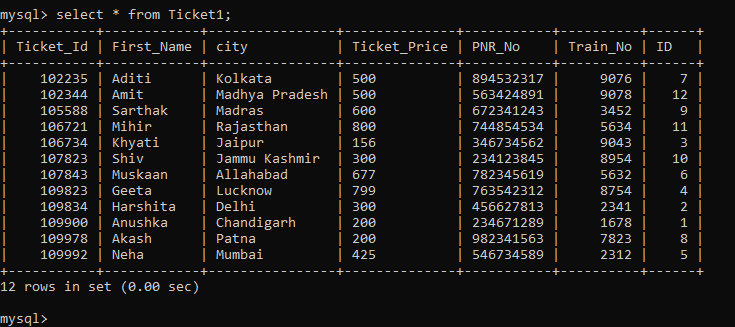 mysql> select * from Ticket1;
+-----------+------------+----------------+--------------+-----------+----------+------+
| Ticket_Id | First_Name | city           | Ticket_Price | PNR_No    | Train_No | ID   |
+-----------+------------+----------------+--------------+-----------+----------+------+
|    102235 | Aditi      | Kolkata        | 500          | 894532317 |     9076 |    7 |
|    102344 | Amit       | Madhya Pradesh | 500          | 563424891 |     9078 |   12 |
|    105588 | Sarthak    | Madras         | 600          | 672341243 |     3452 |    9 |
|    106721 | Mihir      | Rajasthan      | 800          | 744854534 |     5634 |   11 |
|    106734 | Khyati     | Jaipur         | 156          | 346734562 |     9043 |    3 |
|    107823 | Shiv       | Jammu Kashmir  | 300          | 234123845 |     8954 |   10 |
|    107843 | Muskaan    | Allahabad      | 677          | 782345619 |     5632 |    6 |
|    109823 | Geeta      | Lucknow        | 799          | 763542312 |     8754 |    4 |
|    109834 | Harshita   | Delhi          | 300          | 456627813 |     2341 |    2 |
|    109900 | Anushka    | Chandigarh     | 200          | 234671289 |     1678 |    1 |
|    109978 | Akash      | Patna          | 200          | 982341563 |     7823 |    8 |
|    109992 | Neha       | Mumbai         | 425          | 546734589 |     2312 |    5 |
+-----------+------------+----------------+--------------+-----------+----------+------+
12 rows in set (0.00 sec)
mysql>